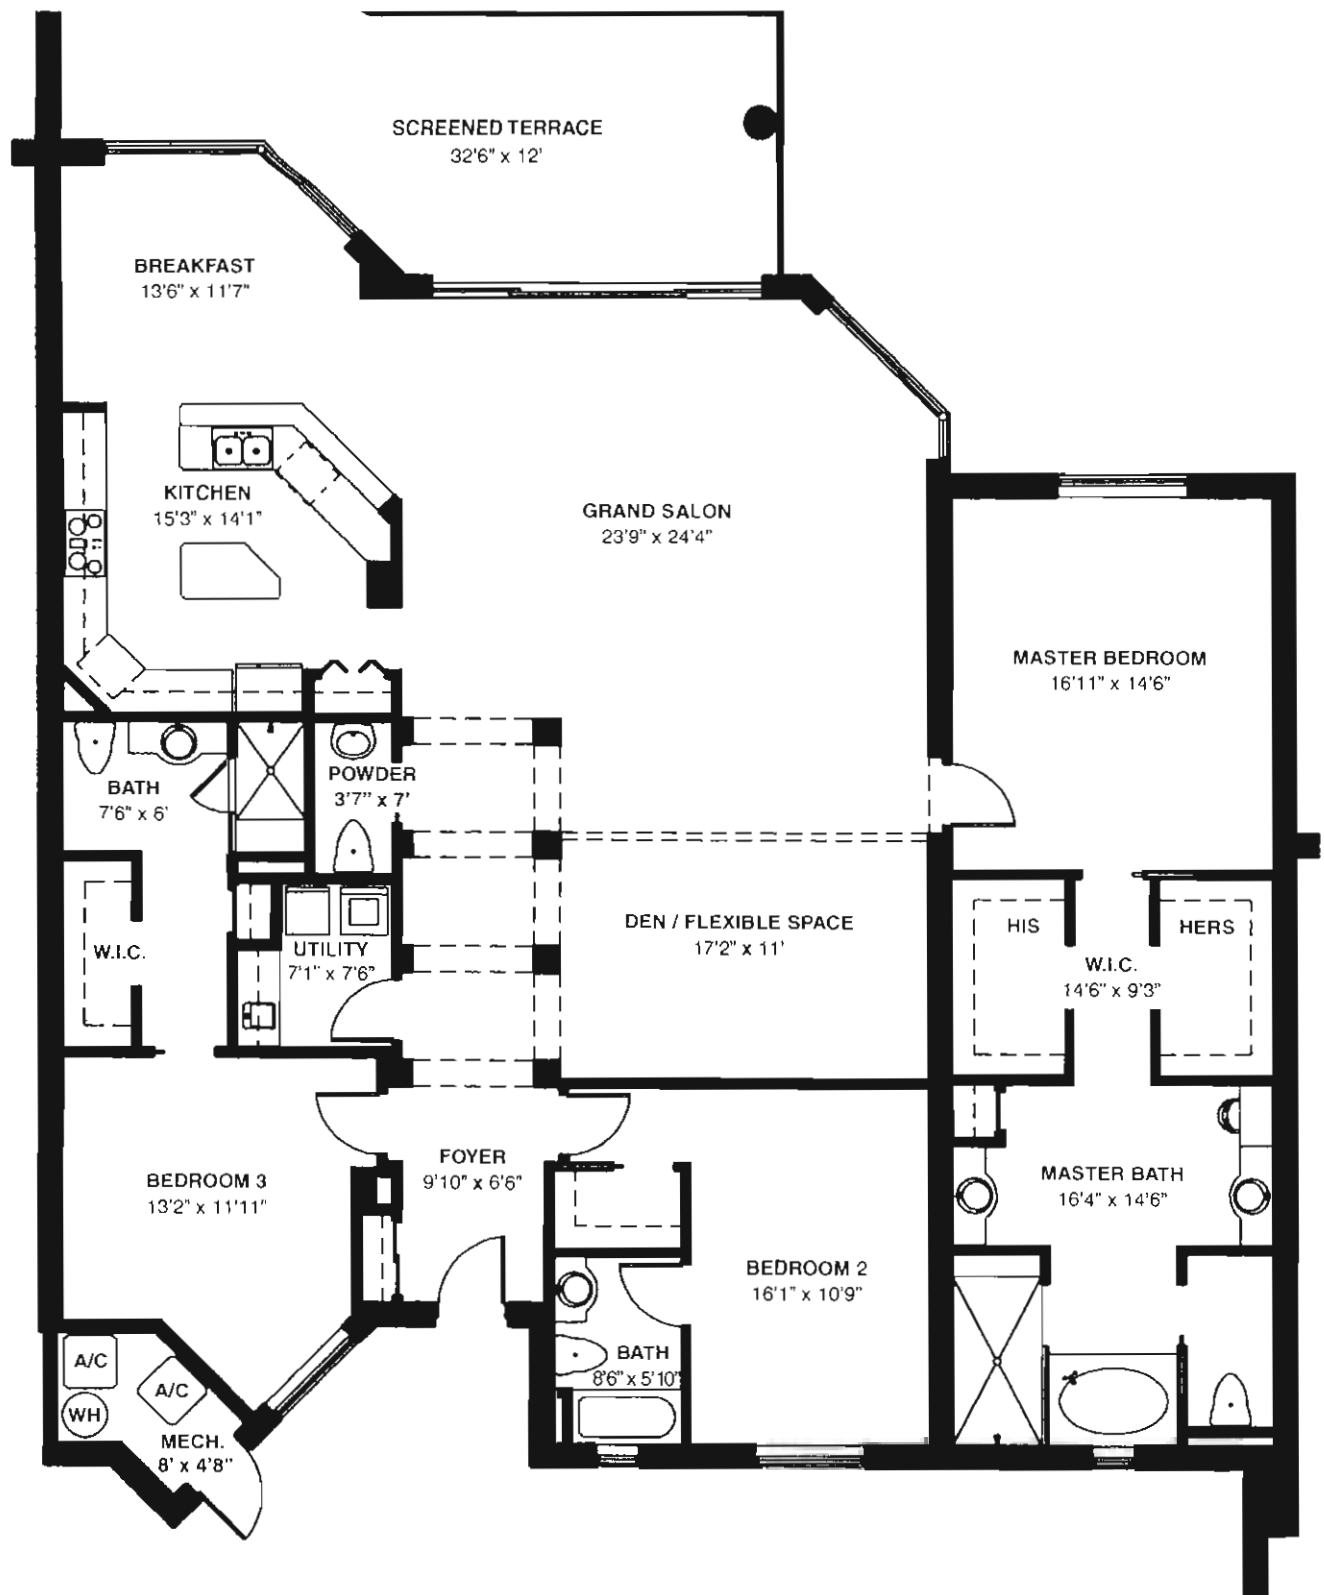 SCREENED TERRACE
32'6" x 12'
BREAKFAST
13'6" x 11'7"
KITCHEN
15'3" x 14'1"
GRAND SALON
23'9" x 24'4"
MASTER BEDROOM
16'11" x 14'6"
BATH
7'6" x 6'
POWDER
3'7" x 7'
DEN / FLEXIBLE SPACE
17'2" x 11'
HIS
HERS
W.I.C.
UTILITY
7'1" x 7'6"
W.I.C.
14'6" x 9'3"
BEDROOM 3
13'2" x 11'11"
FOYER
9'10" x 6'6"
MASTER BATH
16'4" x 14'6"
BEDROOM 2
16'1" x 10'9"
BATH
8'6" x 5'10"
A/C
A/C
WH
MECH.
8' x 4'8"